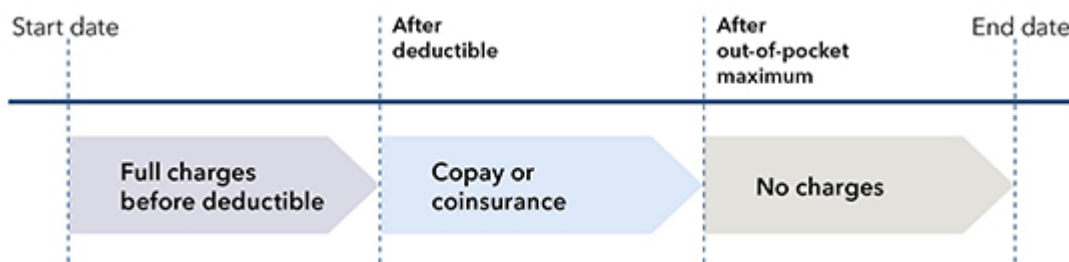 Start date
After
deductible
After
out-of-pocket
maximum
End date
Full charges
before deductible
Copay or
coinsurance
No charges